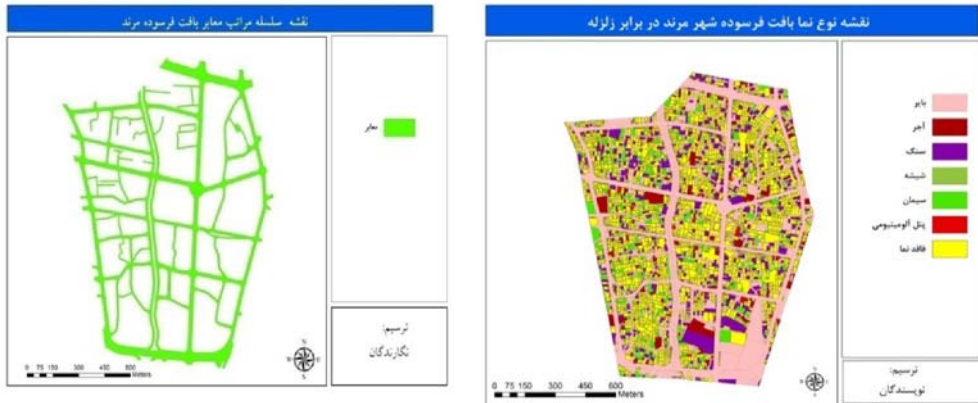 نقشه سلسله مراتب معابر بافت فرسوده مرند
معابر
ترسیم:
نگارندگان
N
W E
S
0 75 150 300 450 600
Meters
نقشه نوع نما بافت فرسوده شهر مرند در برابر زلزله
بایر
آجر
سنگ
شیشه
سیمان
پنل آلومینیومی
فاقد نما
ترسیم:
نویسندگان
0 75 150 300 450 600
Meters